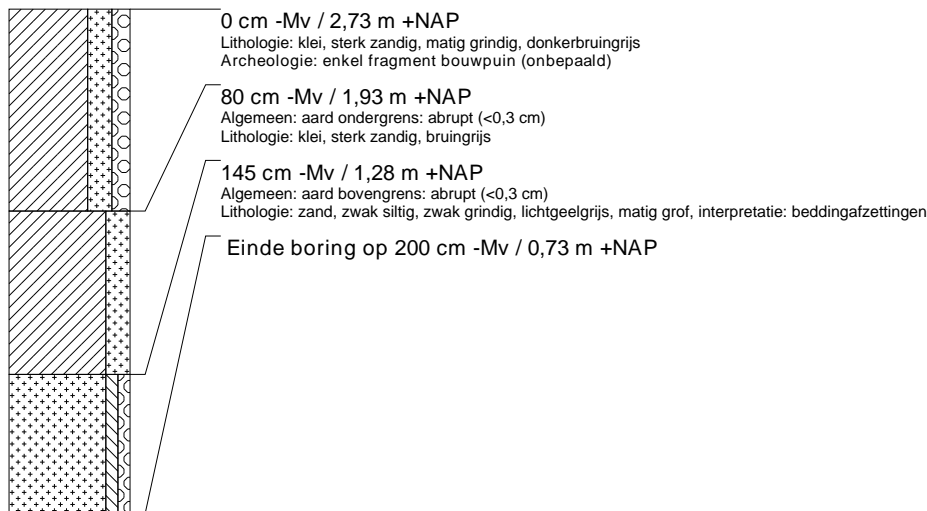 0 cm -Mv / 2,73 m +NAP
Lithologie: klei, sterk zandig, matig grindig, donkerbruingrijs
Archeologie: enkel fragment bouwpuin (onbepaald)
80 cm -Mv / 1,93 m +NAP
Algemeen: aard ondergrens: abrupt (<0,3 cm)
Lithologie: klei, sterk zandig, bruingrijs
145 cm -Mv / 1,28 m +NAP
Algemeen: aard bovengrens: abrupt (<0,3 cm)
Lithologie: zand, zwak siltig, zwak grindig, lichtgeelgrijs, matig grof, interpretatie: beddingafzettingen
Einde boring op 200 cm -Mv / 0,73 m +NAP